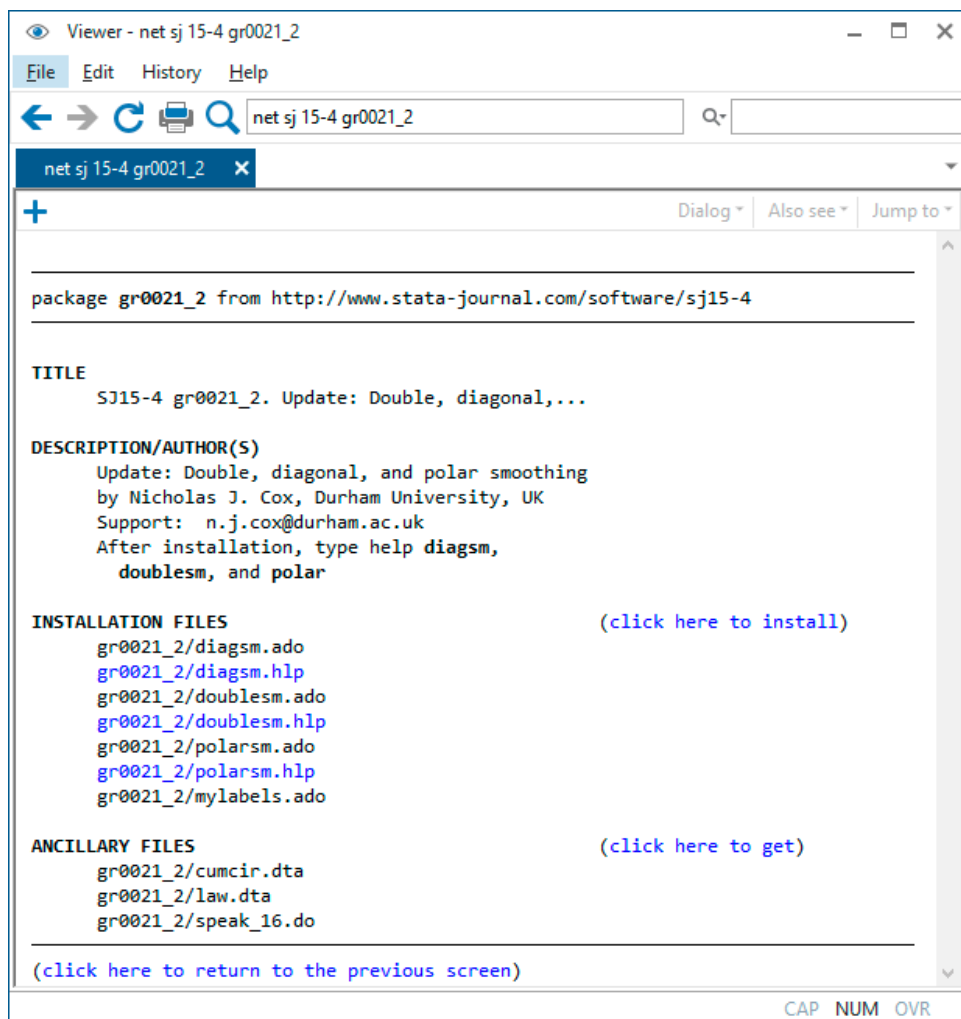 Viewer - net sj 15-4 gr0021_2
File Edit History Help
net sj 15-4 gr0021_2
net sj 15-4 gr0021_2
Dialog Also see Jump to
package gr0021_2 from http://www.stata-journal.com/software/sj15-4
TITLE
SJ15-4 gr0021_2. Update: Double, diagonal,...
DESCRIPTION/AUTHOR(S)
Update: Double, diagonal, and polar smoothing
by Nicholas J. Cox, Durham University, UK
Support: n.j.cox@durham.ac.uk
After installation, type help diagsm,
doublesm, and polar
INSTALLATION FILES (click here to install)
gr0021_2/diagsm.ado
gr0021_2/diagsm.hlp
gr0021_2/doublesm.ado
gr0021_2/doublesm.hlp
gr0021_2/polarsm.ado
gr0021_2/polarsm.hlp
gr0021_2/mylabels.ado
ANCILLARY FILES (click here to get)
gr0021_2/cumcir.dta
gr0021_2/law.dta
gr0021_2/speak_16.do
(click here to return to the previous screen)
CAP NUM OVR